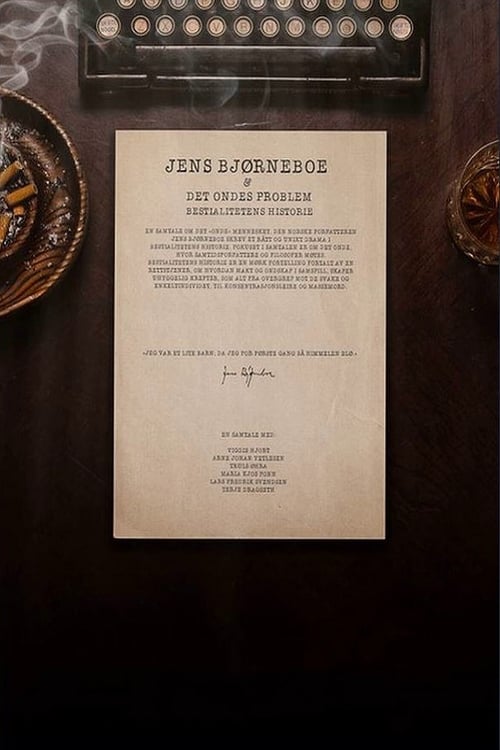 JENS BJØRNEBOE
&
DET ONDES PROBLEM
BESTIALITETENS HISTORIE
EN SAMTALE OM DET «ONDE» MENNESKET. DEN NORSKE FORFATTEREN
JENS BJØRNEBOE SKREV ET RÅTT OG UNIKT DRAMA I
BESTIALITETENS HISTORIE. FOKUSET I SAMTALEN ER OM DET ONDE,
HVOR SAMTIDSFORFATTERE OG FILOSOFER MØTES.
BESTIALITETENS HISTORIE ER EN MØRK FORTELLING FORTALT AV EN
RETTSTJENER, OM HVORDAN MAKT OG ONDSKAP I SAMSPILL, SKAPER
UHYGGELIG KREFTER, SOM ALT FRA OVERGREP MOT DE SVAKE OG
ENKELTINDIVIDET, TIL KONSENTRASJONSLEIRE OG MASSEMORD.
«JEG VAR ET LITE BARN, DA JEG FOR FØRSTE GANG SÅ HIMMELEN BLØ.»
Jens Bjørneboe
EN SAMTALE MED:
VIGDIS HJORT
ARNE JOHAN VETLESEN
TRULS ØHRA
MARIA KJOS FONN
LARS FREDRIK SVENDSEN
TERJE DRAGSETH